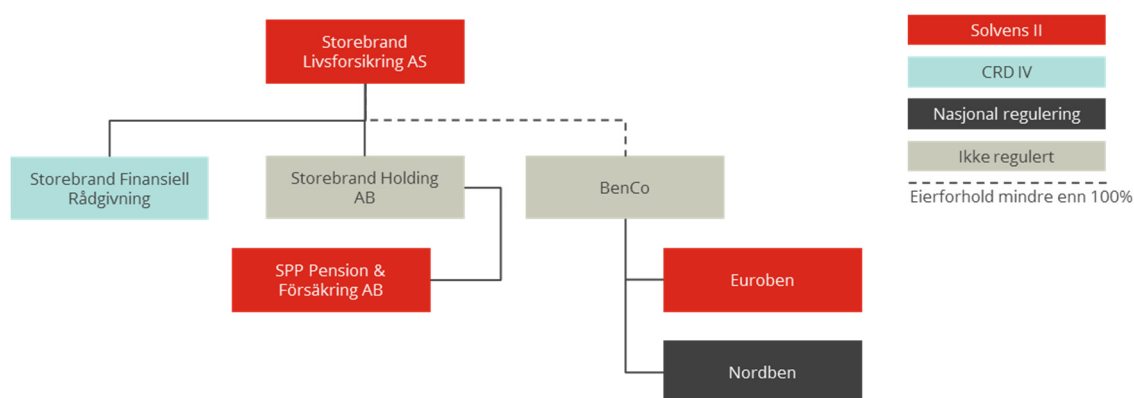 Storebrand
Livsforsikring AS
Storebrand Finansiell
Rådgivning
Storebrand Holding
AB
BenCo
SPP Pension &
Försäkring AB
Euroben
Nordben
Solvens II
CRD IV
Nasjonal regulering
Ikke regulert
Eierforhold mindre enn 100%